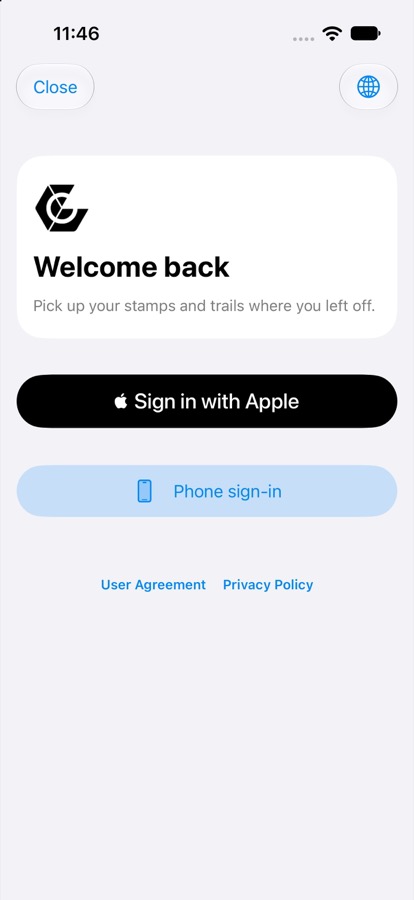 11:46
Close
Welcome back
Pick up your stamps and trails where you left off.
Sign in with Apple
Phone sign-in
User Agreement Privacy Policy